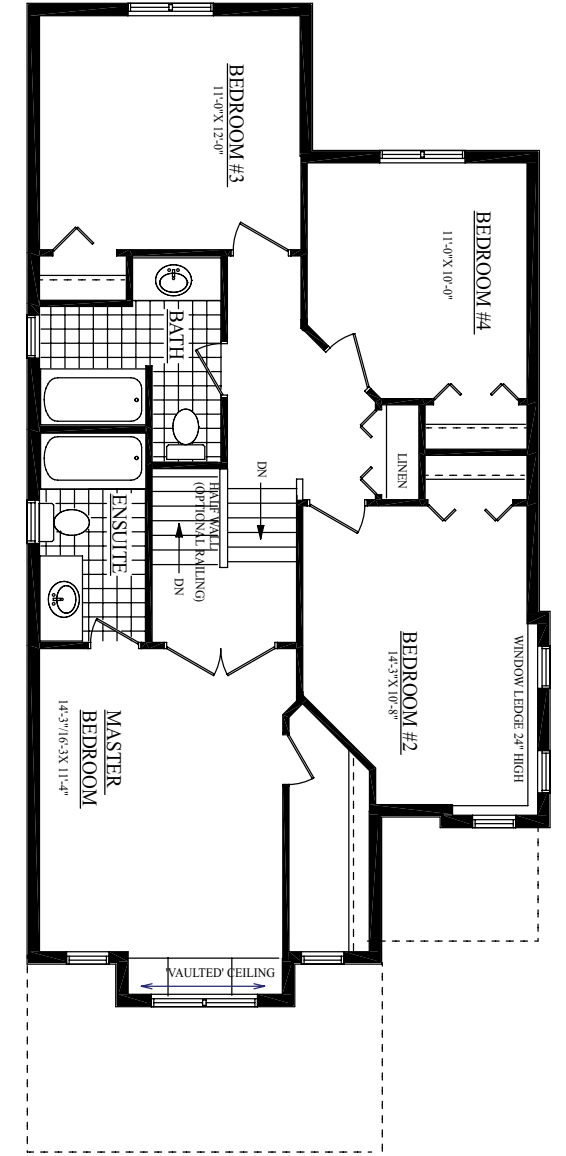 BEDROOM #3
11'-0"X 12'-0"
BEDROOM #4
11'-0"X 10'-0"
BATH
LINEN
DN
HALF WALL
(OPTIONAL RAILING)
DN
ENSUITE
BEDROOM #2
14'-3"X10'-8"
WINDOW LEDGE 24" HIGH
MASTER
BEDROOM
14'-3"/16'-3X 11'-4"
'VAULTED' CEILING